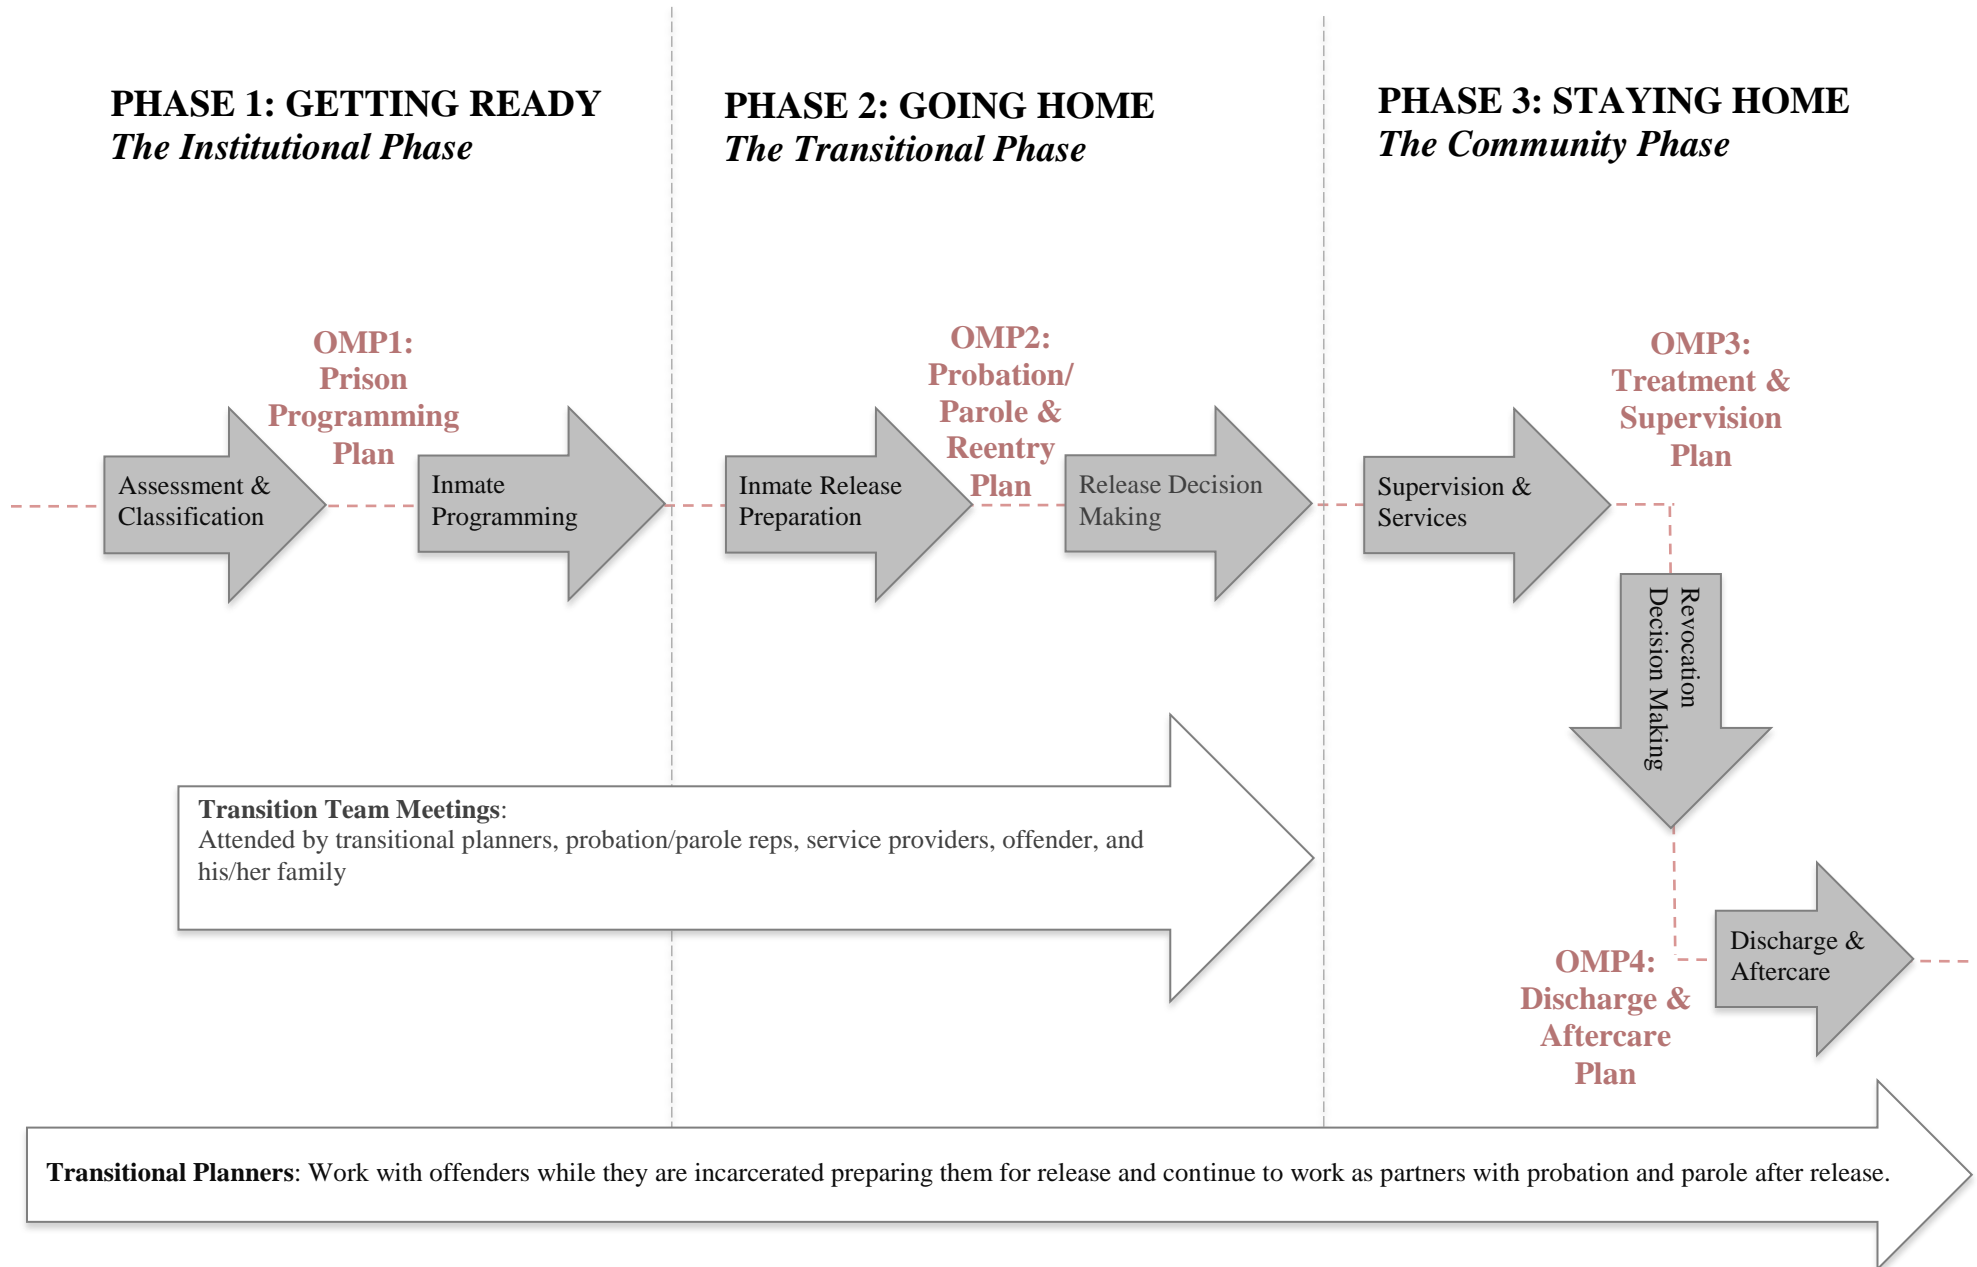 PHASE 1: GETTING READY
The Institutional Phase
PHASE 2: GOING HOME
The Transitional Phase
PHASE 3: STAYING HOME
The Community Phase
OMP1:
Prison
Programming
Plan
OMP2:
Probation/
Parole &
Reentry
Plan
OMP3:
Treatment &
Supervision
Plan
Assessment &
Classification
Inmate
Programming
Inmate Release
Preparation
Release Decision
Making
Supervision &
Services
Revocation
Decision Making
Transition Team Meetings:
Attended by transitional planners, probation/parole reps, service providers, offender, and
his/her family
OMP4:
Discharge &
Aftercare
Plan
Discharge &
Aftercare
Transitional Planners: Work with offenders while they are incarcerated preparing them for release and continue to work as partners with probation and parole after release.